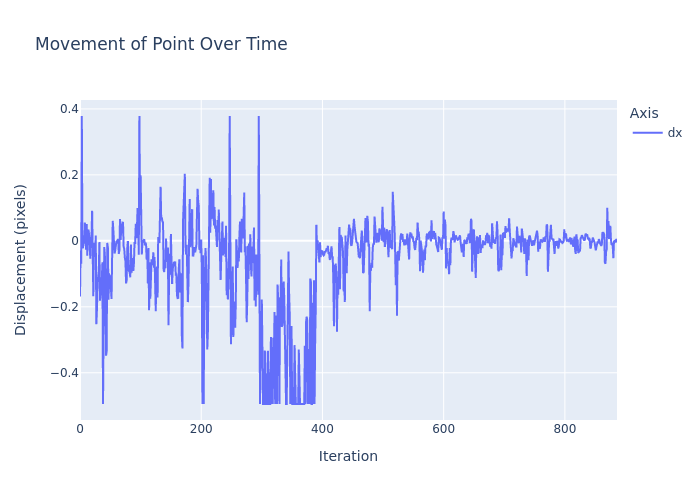 Movement of Point Over Time
Axis
dx
Displacement (pixels)
0.4
0.2
0
−0.2
−0.4
0 200 400 600 800
Iteration